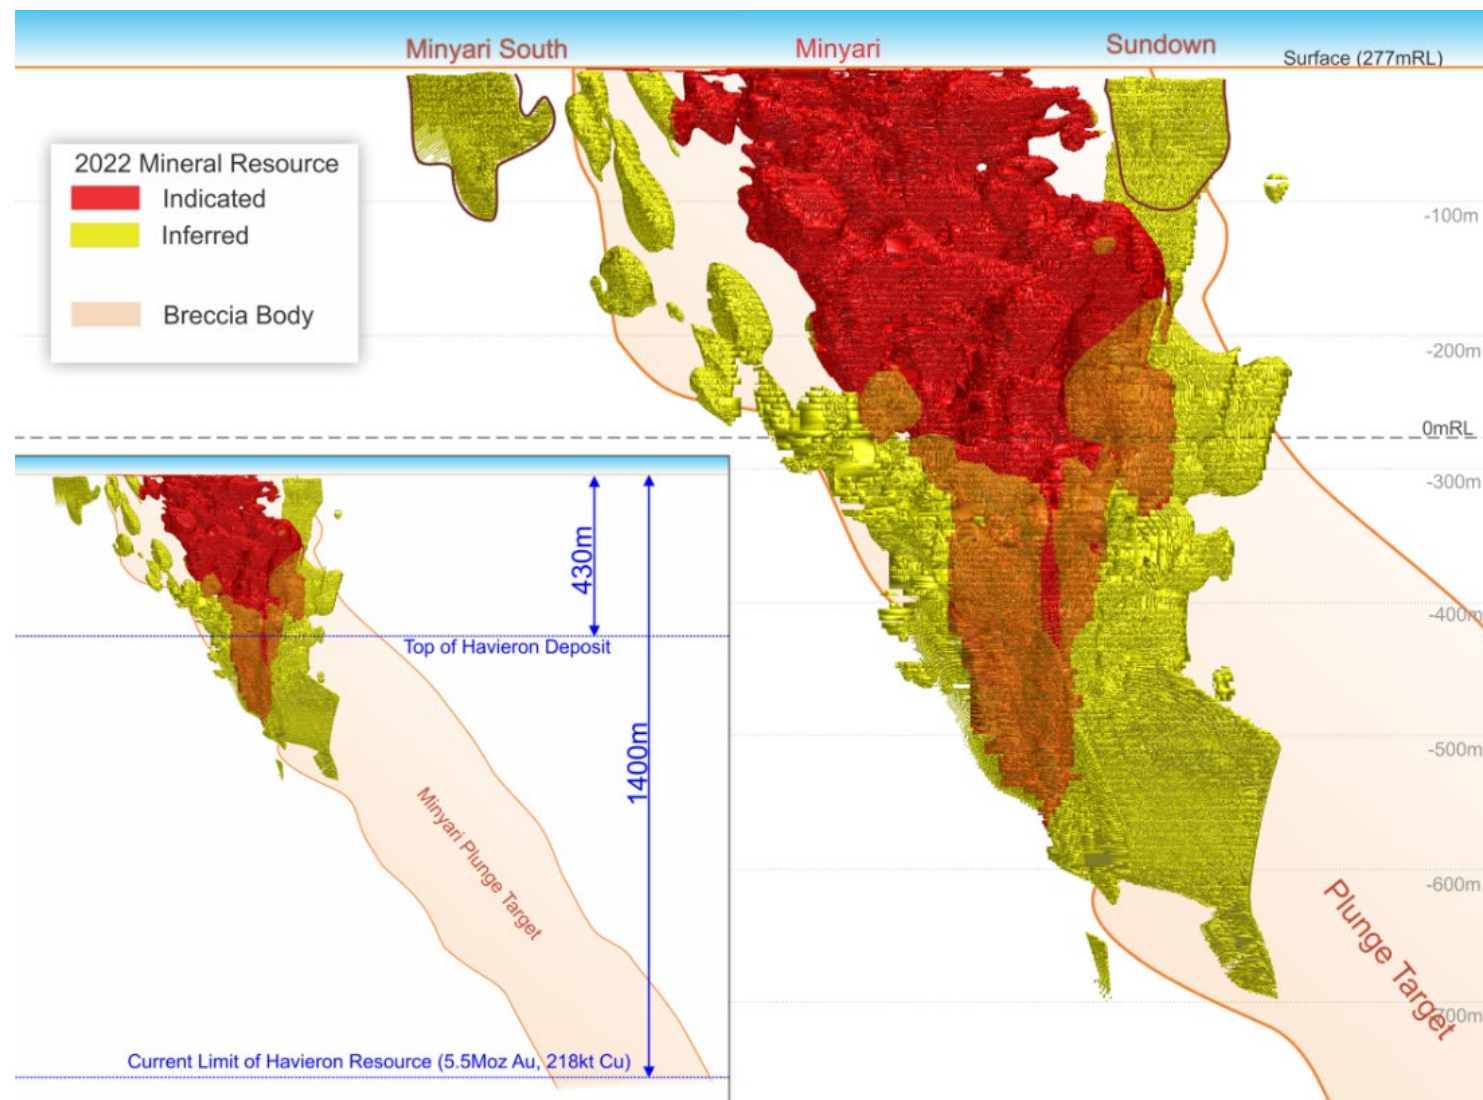 Minyari South
Minyari
Sundown
Surface (277mRL)
2022 Mineral Resource
Indicated
Inferred
Breccia Body
-100m
-200m
0mRL
-300m
-400m
-500m
-600m
-700m
Plunge Target
430m
Top of Havieron Deposit
1400m
Minyari Plunge Target
Current Limit of Havieron Resource (5.5Moz Au, 218kt Cu)